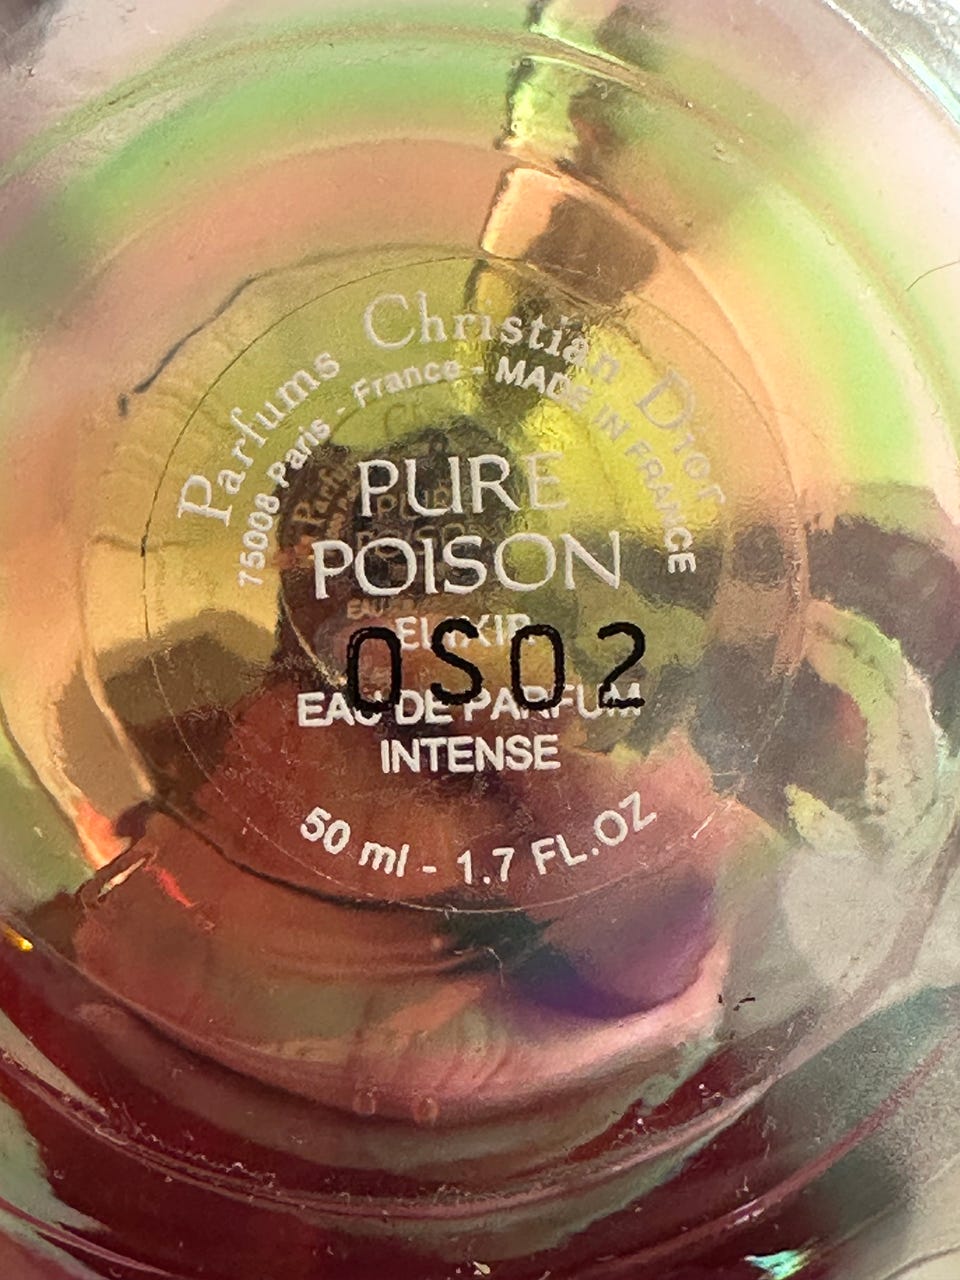 Parfums Christian Dior
75008 Paris - France - MADE IN FRANCE
PURE
POISON
ELIXIR
0S02
EAU DE PARFUM
INTENSE
50 ml - 1.7 FL.OZ